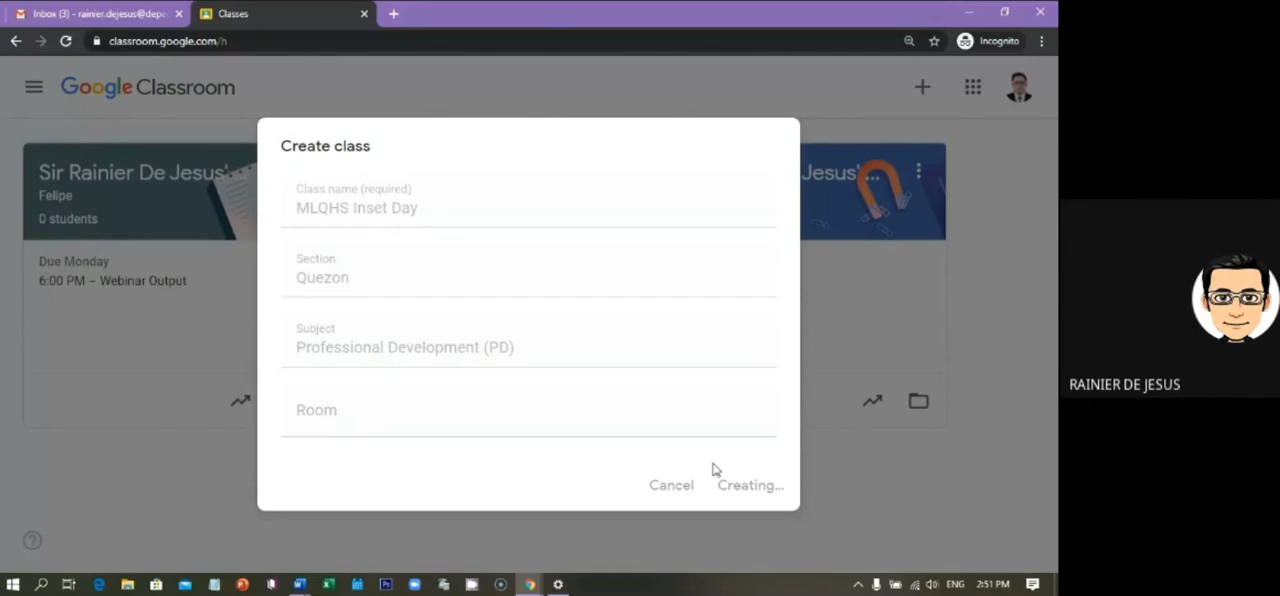 Inbox (3) - rainier.dejesus@depe
Classes
classroom.google.com/h
Incognito
Google Classroom
Sir Rainier De Jesus'...
Felipe
0 students
Jesus'...
Due Monday
6:00 PM – Webinar Output
Create class
Class name (required)
MLQHS Inset Day
Section
Quezon
Subject
Professional Development (PD)
Room
Cancel
Creating...
RAINIER DE JESUS
ENG
2:51 PM